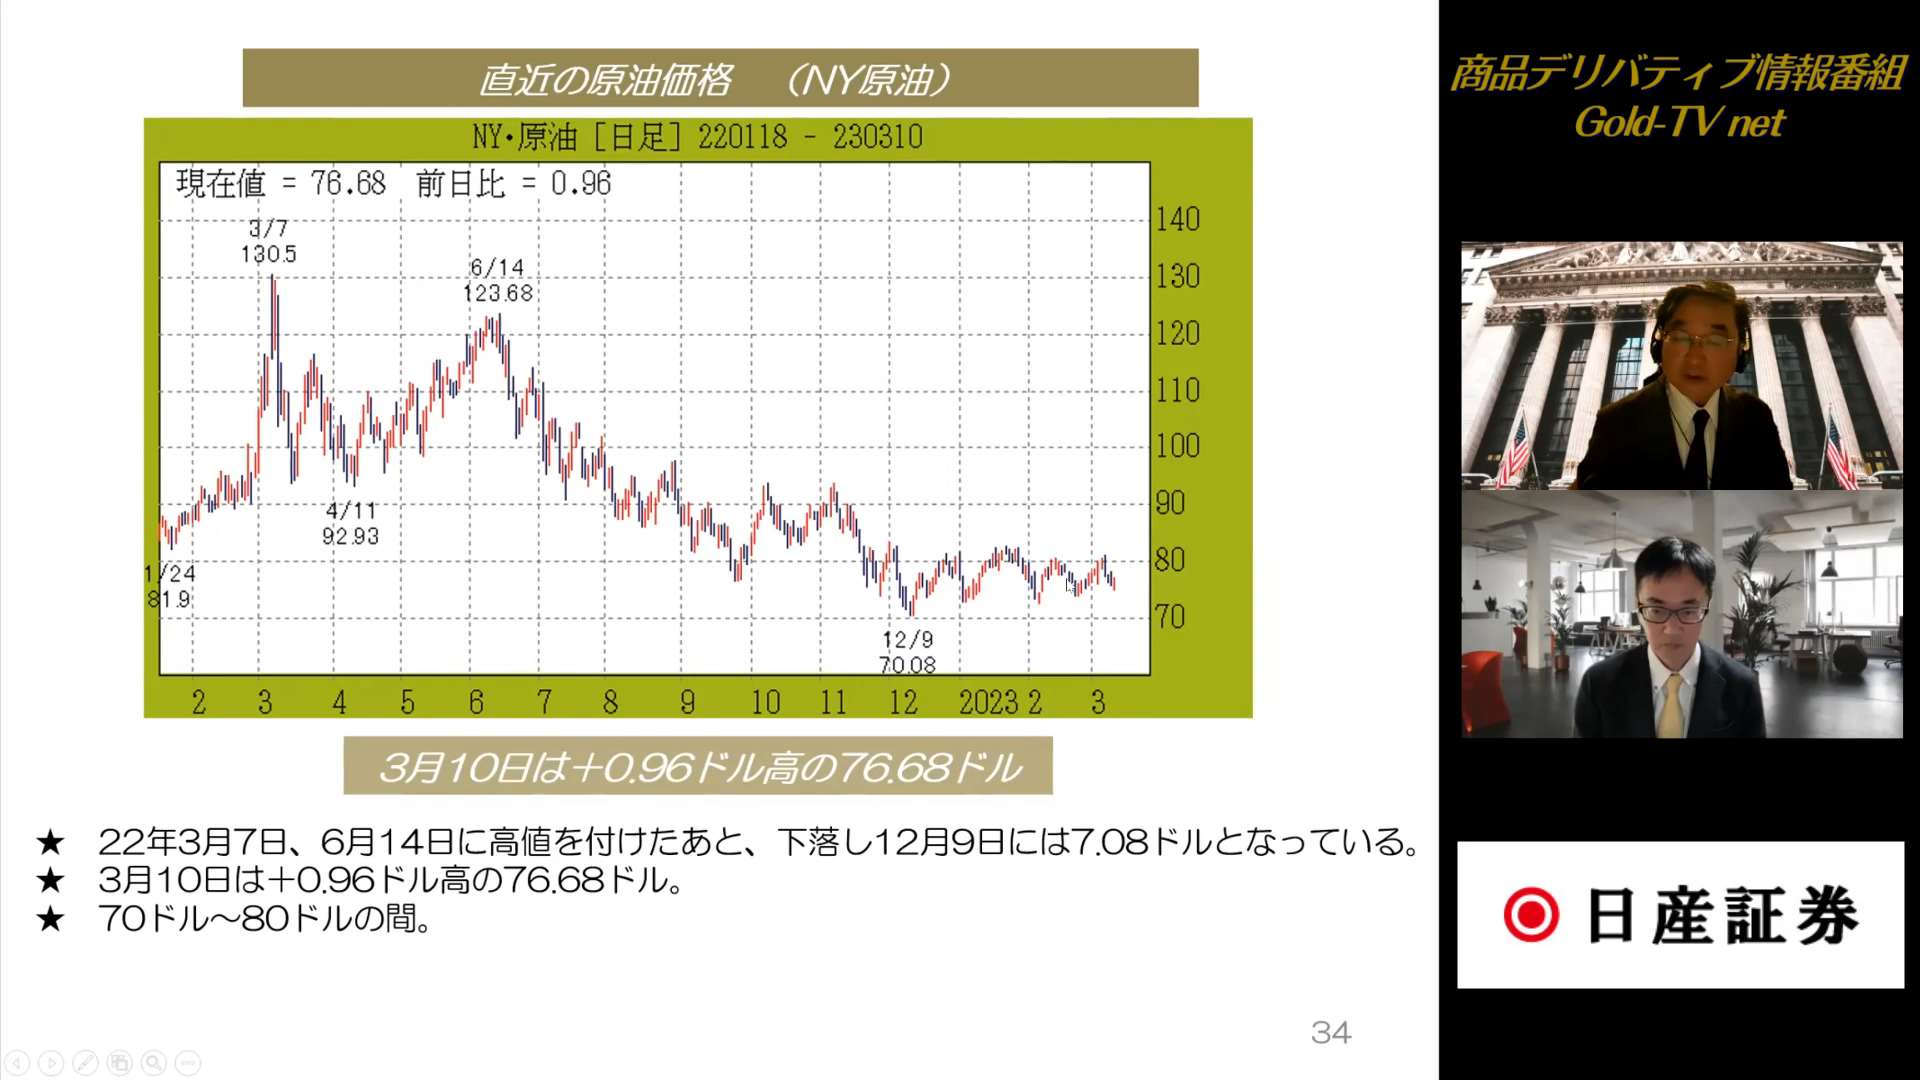 直近の原油価格 （NY原油）
NY･原油［日足］220118 - 230310
現在値 = 76.68 前日比 = 0.96
3/7
130.5
6/14
123.68
4/11
92.93
1/24
81.9
12/9
70.08
140
130
120
110
100
90
80
70
2 3 4 5 6 7 8 9 10 11 12 2023 2 3
3月10日は＋0.96ドル高の76.68ドル
★ 22年3月7日、6月14日に高値を付けたあと、下落し12月9日には7.08ドルとなっている。
★ 3月10日は＋0.96ドル高の76.68ドル。
★ 70ドル～80ドルの間。
34
商品デリバティブ情報番組
Gold-TV net
日産証券